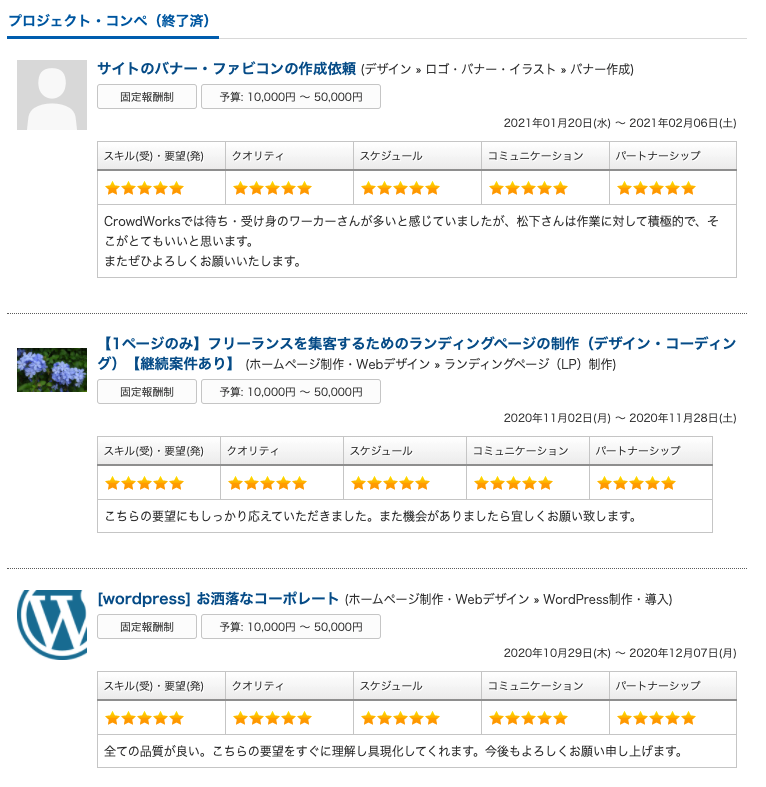 プロジェクト・コンペ（終了済）
サイトのバナー・ファビコンの作成依頼 (デザイン » ロゴ・バナー・イラスト » バナー作成)
固定報酬制 予算: 10,000円 〜 50,000円
2021年01月20日(水) 〜 2021年02月06日(土)
スキル(受)・要望(発) クオリティ スケジュール コミュニケーション パートナーシップ
★★★★★ ★★★★★ ★★★★★ ★★★★★ ★★★★★
CrowdWorksでは待ち・受け身のワーカーさんが多いと感じていましたが、松下さんは作業に対して積極的で、そ
こがとてもいいと思います。
またぜひよろしくお願いいたします。
【1ページのみ】フリーランスを集客するためのランディングページの制作（デザイン・コーディン
グ）【継続案件あり】 (ホームページ制作・Webデザイン » ランディングページ（LP）制作)
固定報酬制 予算: 10,000円 〜 50,000円
2020年11月02日(月) 〜 2020年11月28日(土)
スキル(受)・要望(発) クオリティ スケジュール コミュニケーション パートナーシップ
★★★★★ ★★★★★ ★★★★★ ★★★★★ ★★★★★
こちらの要望にもしっかり応えていただきました。また機会がありましたら宜しくお願い致します。
[wordpress] お洒落なコーポレート (ホームページ制作・Webデザイン » WordPress制作・導入)
固定報酬制 予算: 10,000円 〜 50,000円
2020年10月29日(木) 〜 2020年12月07日(月)
スキル(受)・要望(発) クオリティ スケジュール コミュニケーション パートナーシップ
★★★★★ ★★★★★ ★★★★★ ★★★★★ ★★★★★
全ての品質が良い。こちらの要望をすぐに理解し具現化してくれます。今後もよろしくお願い申し上げます。